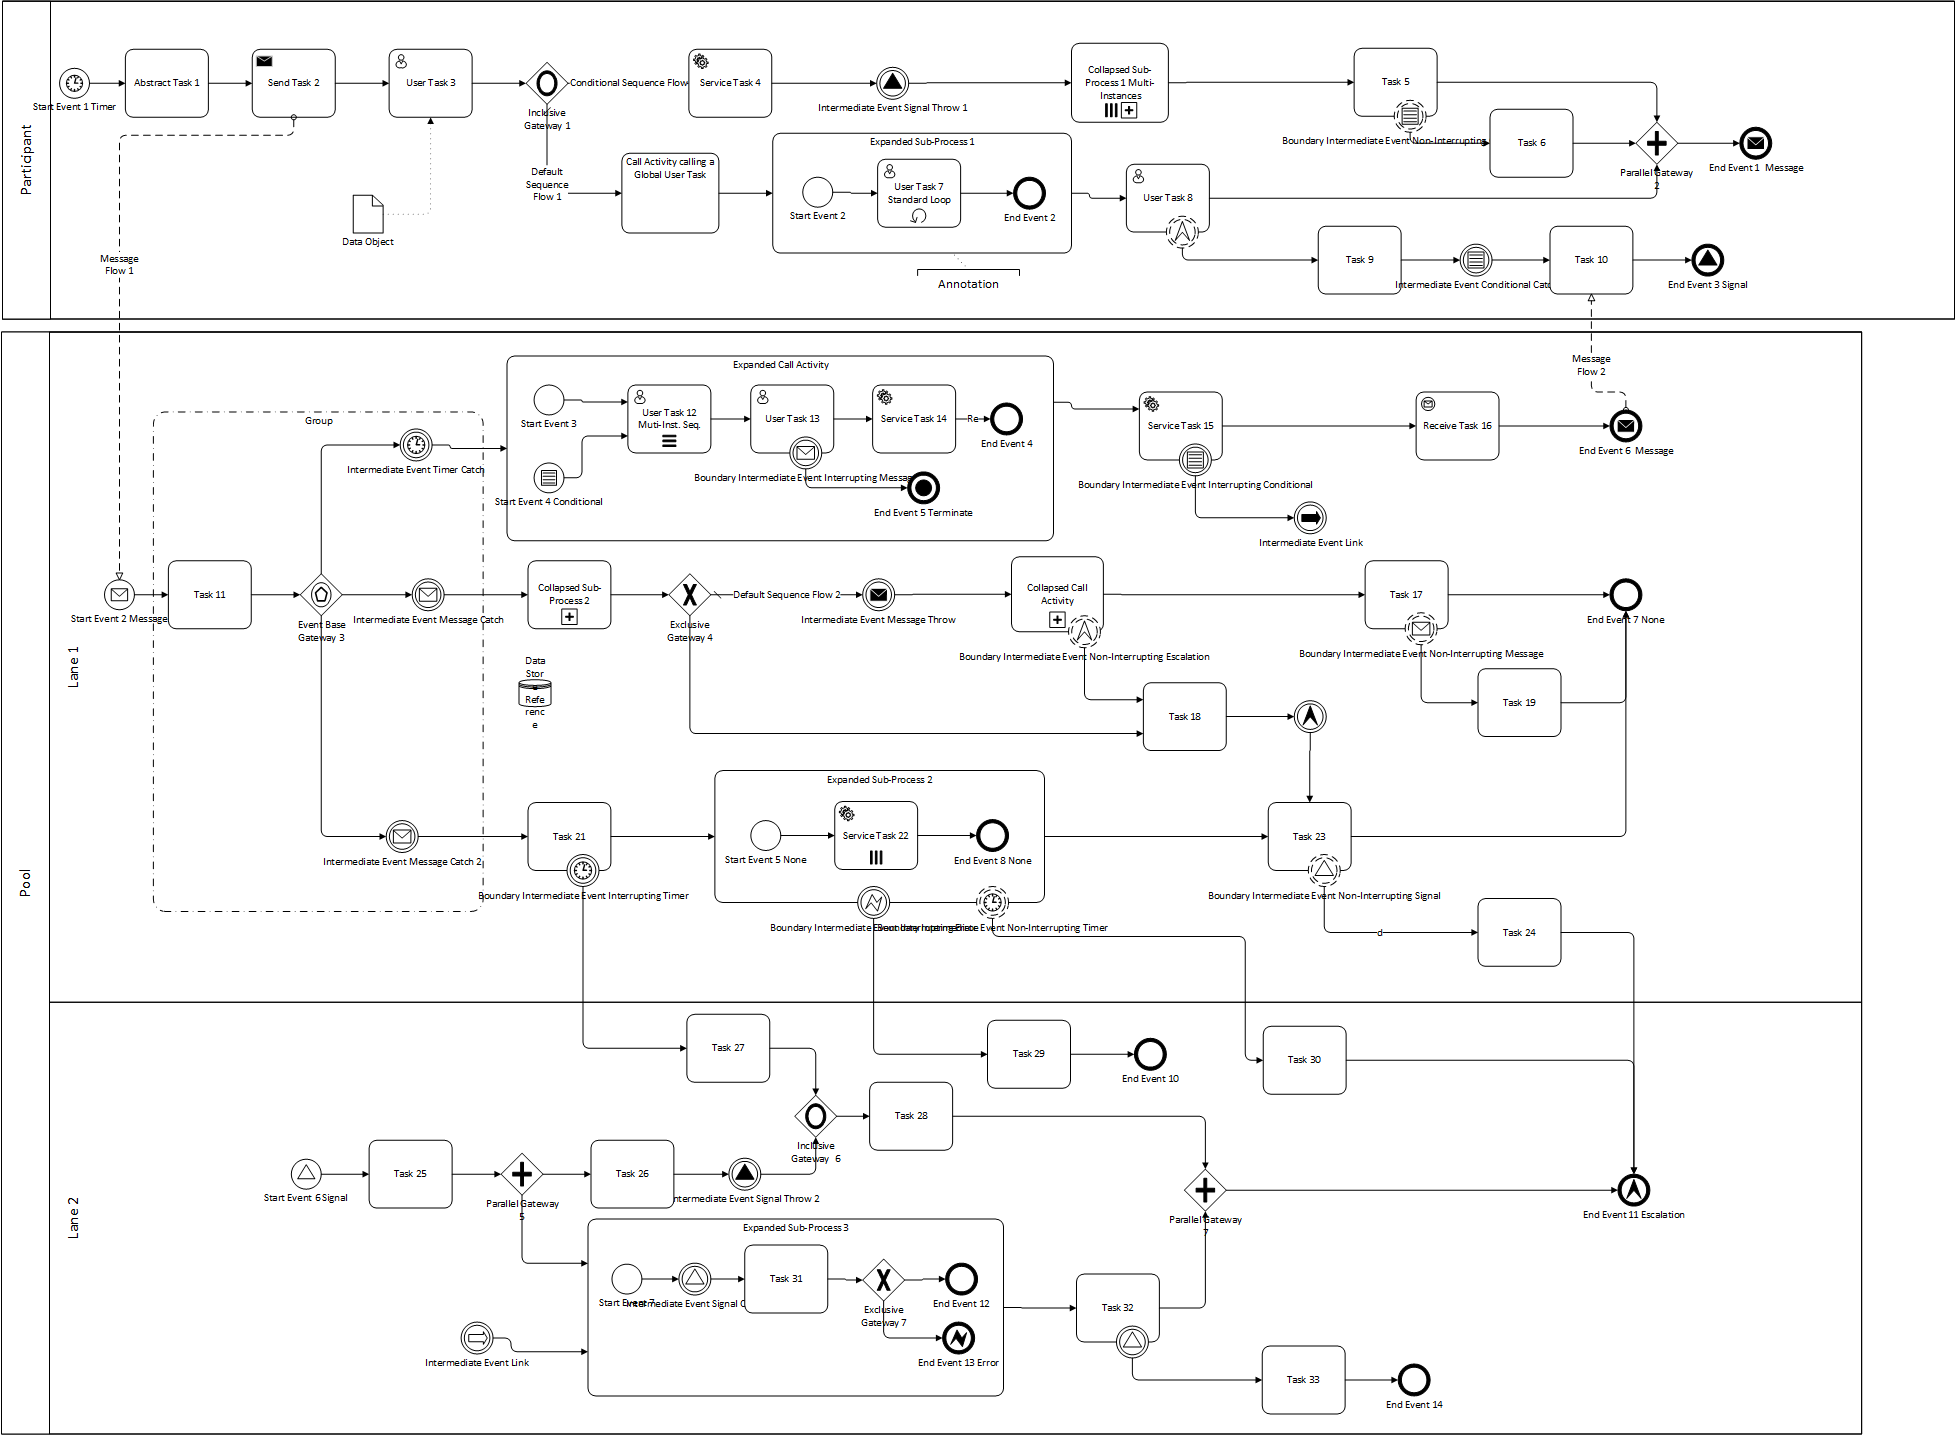 Participant
Start Event 1 Timer
Abstract Task 1
Send Task 2
User Task 3
Inclusive
Gateway 1
Conditional Sequence Flow
Service Task 4
Intermediate Event Signal Throw 1
Collapsed Sub-
Process 1 Multi-
Instances
Task 5
Boundary Intermediate Event Non-Interrupting
Task 6
Parallel Gateway
2
End Event 1  Message
Default
Sequence
Flow 1
Call Activity calling a
Global User Task
Expanded Sub-Process 1
Start Event 2
User Task 7
Standard Loop
End Event 2
User Task 8
Data Object
Annotation
Task 9
Intermediate Event Conditional Catc
Task 10
End Event 3 Signal
Message
Flow 1
Message
Flow 2
Pool
Lane 1
Group
Expanded Call Activity
Start Event 3
Start Event 4 Conditional
User Task 12
Muti-Inst. Seq.
User Task 13
Boundary Intermediate Event Interrupting Messag
Service Task 14
Re
End Event 4
End Event 5 Terminate
Service Task 15
Boundary Intermediate Event Interrupting Conditional
Intermediate Event Link
Receive Task 16
End Event 6  Message
Intermediate Event Timer Catch
Start Event 2 Message
Task 11
Event Base
Gateway 3
Intermediate Event Message Catch
Collapsed Sub-
Process 2
Exclusive
Gateway 4
Default Sequence Flow 2
Intermediate Event Message Throw
Collapsed Call
Activity
Boundary Intermediate Event Non-Interrupting Escalation
Task 17
Boundary Intermediate Event Non-Interrupting Message
End Event 7 None
Data
Stor
e
Refe
renc
e
Task 18
Task 19
Intermediate Event Message Catch 2
Task 21
Boundary Intermediate Event Interrupting Timer
Expanded Sub-Process 2
Start Event 5 None
Service Task 22
End Event 8 None
Boundary Intermediate Event Interrupting Error
Boundary Intermediate Event Non-Interrupting Timer
Task 23
Boundary Intermediate Event Non-Interrupting Signal
d
Task 24
Lane 2
Task 27
Task 29
End Event 10
Task 30
Inclusive
Gateway  6
Task 28
Start Event 6 Signal
Task 25
Parallel Gateway
5
Task 26
ntermediate Event Signal Throw 2
Parallel Gateway
7
End Event 11 Escalation
Expanded Sub-Process 3
Start Event 7
Intermediate Event Signal C
Task 31
Exclusive
Gateway 7
End Event 12
End Event 13 Error
Intermediate Event Link
Task 32
Task 33
End Event 14